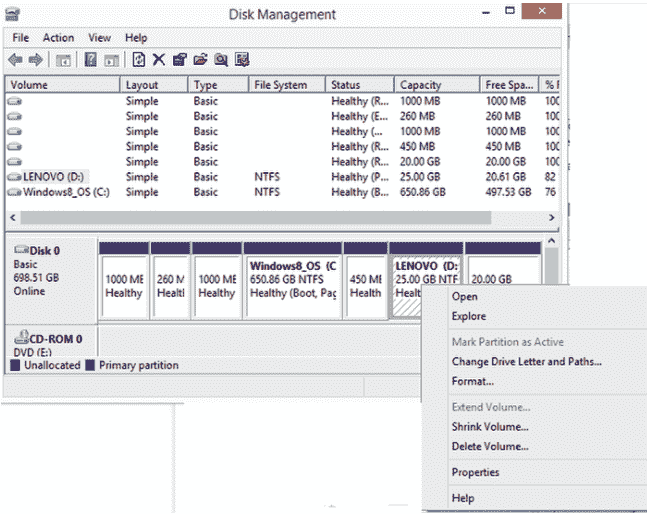 Disk Management
File Action View Help
Volume Layout Type File System Status Capacity Free Spa... % F
Simple Basic Healthy (R... 1000 MB 1000 MB 100
Simple Basic Healthy (E... 260 MB 260 MB 100
Simple Basic Healthy (... 1000 MB 1000 MB 100
Simple Basic Healthy (R... 450 MB 450 MB 100
Simple Basic Healthy (R... 20.00 GB 20.00 GB 100
LENOVO (D:) Simple Basic NTFS Healthy (P... 25.00 GB 20.61 GB 82
Windows8_OS (C:) Simple Basic NTFS Healthy (B... 650.86 GB 497.53 GB 76
Disk 0
Basic
698.51 GB
Online
1000 ME
Healthy
260 M
Healtl
1000 ME
Healthy
Windows8_OS (C
650.86 GB NTFS
Healthy (Boot, Pag
450 ME
Health
LENOVO (D:
25.00 GB NTF
Healt
20.00 GB
CD-ROM 0
DVD (E:)
Unallocated Primary partition
Open
Explore
Mark Partition as Active
Change Drive Letter and Paths...
Format...
Extend Volume...
Shrink Volume...
Delete Volume...
Properties
Help